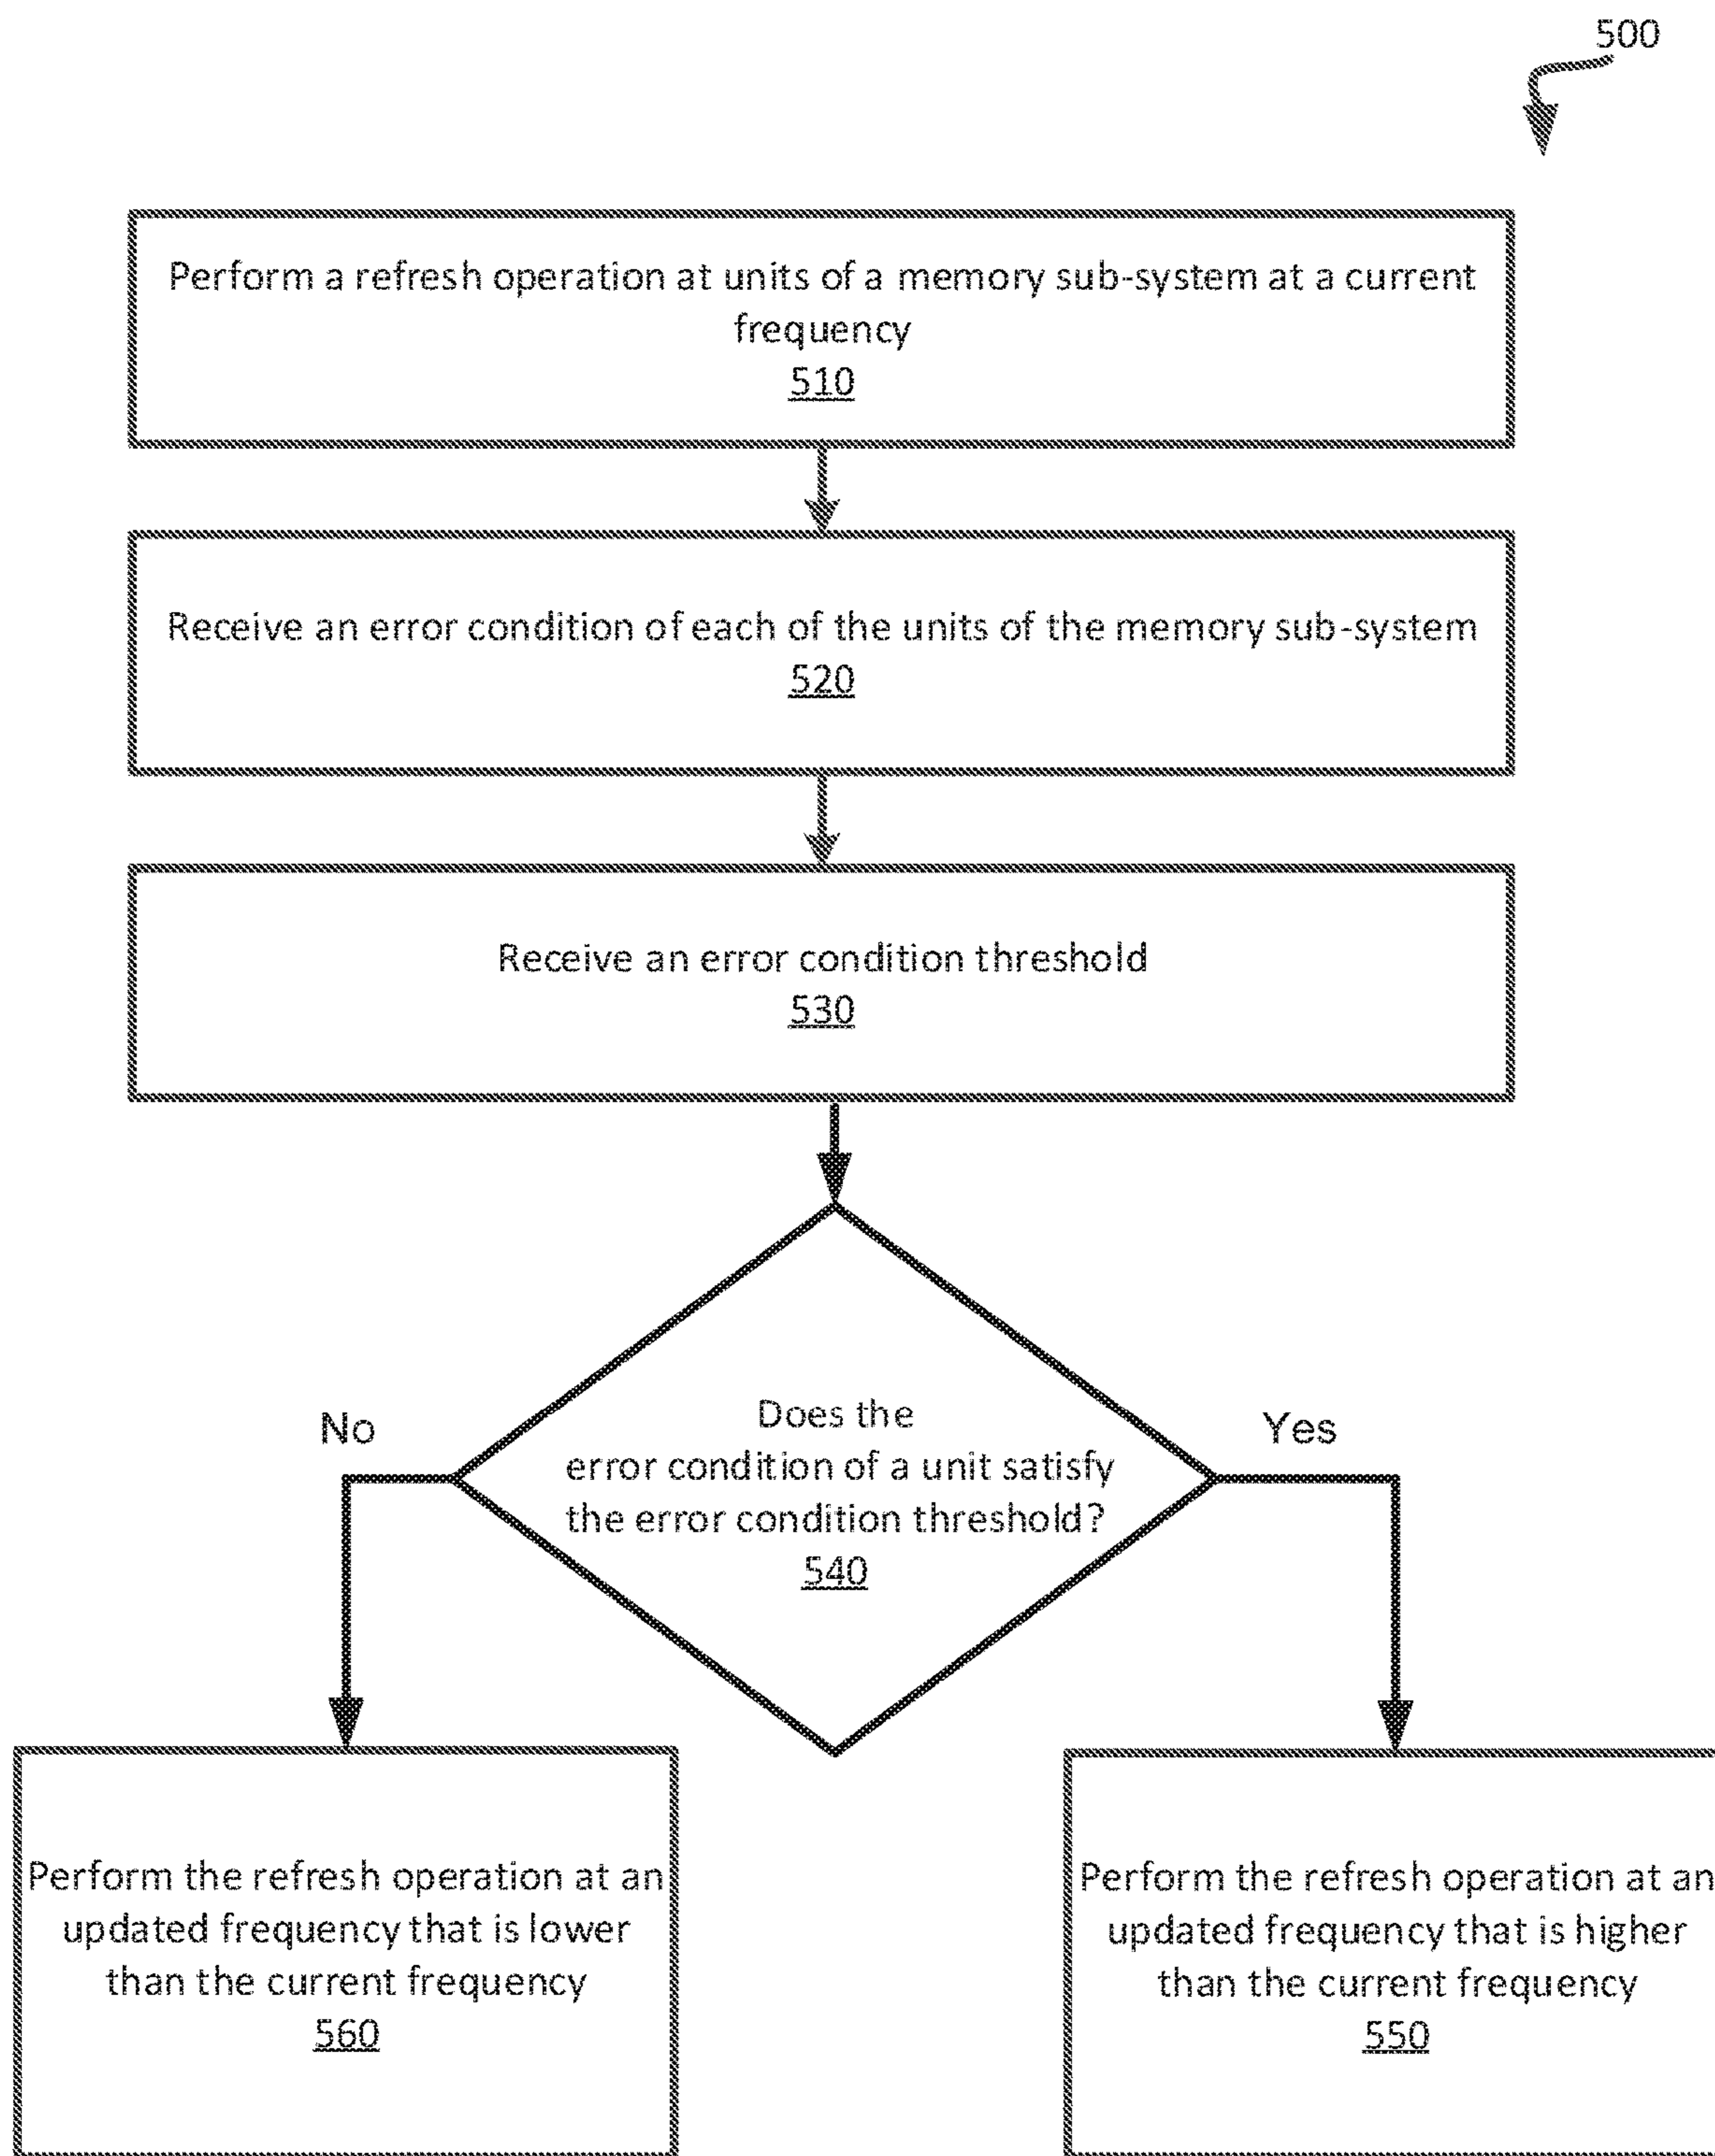 500
Perform a refresh operation at units of a memory sub-system at a current
frequency
510
Receive an error condition of each of the units of the memory sub-system
520
Receive an error condition threshold
530
Does the
error condition of a unit satisfy
the error condition threshold?
540
No
Yes
Perform the refresh operation at an
updated frequency that is lower
than the current frequency
560
Perform the refresh operation at an
updated frequency that is higher
than the current frequency
550